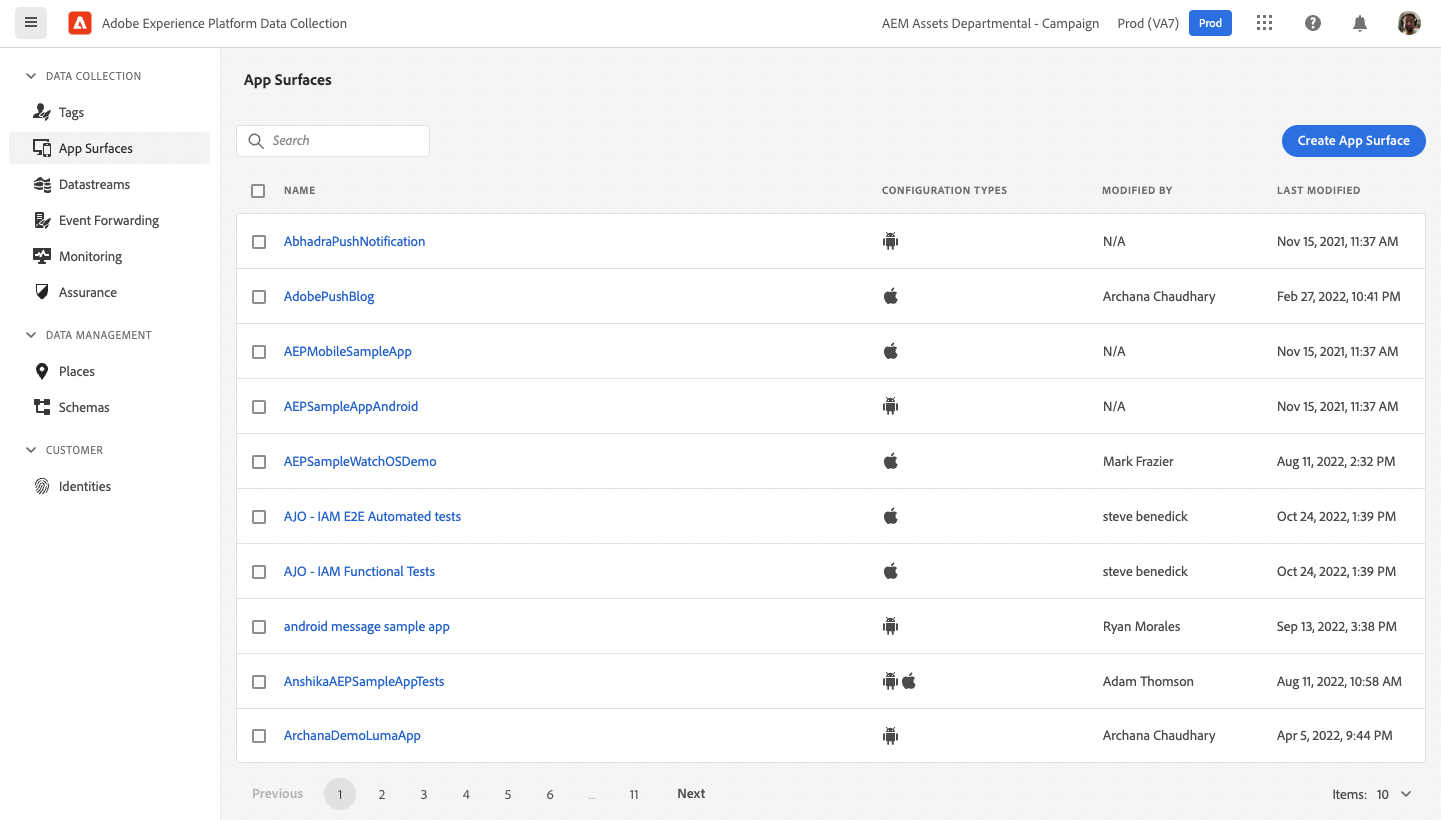 Adobe Experience Platform Data Collection
AEM Assets Departmental - Campaign
Prod (VA7)
Prod
DATA COLLECTION
Tags
App Surfaces
Datastreams
Event Forwarding
Monitoring
Assurance
DATA MANAGEMENT
Places
Schemas
CUSTOMER
Identities
App Surfaces
Search
Create App Surface
NAME CONFIGURATION TYPES MODIFIED BY LAST MODIFIED
AbhadraPushNotification N/A Nov 15, 2021, 11:37 AM
AdobePushBlog Archana Chaudhary Feb 27, 2022, 10:41 PM
AEPMobileSampleApp N/A Nov 15, 2021, 11:37 AM
AEPSampleAppAndroid N/A Nov 15, 2021, 11:37 AM
AEPSampleWatchOSDemo Mark Frazier Aug 11, 2022, 2:32 PM
AJO - IAM E2E Automated tests steve benedick Oct 24, 2022, 1:39 PM
AJO - IAM Functional Tests steve benedick Oct 24, 2022, 1:39 PM
android message sample app Ryan Morales Sep 13, 2022, 3:38 PM
AnshikaAEPSampleAppTests Adam Thomson Aug 11, 2022, 10:58 AM
ArchanaDemoLumaApp Archana Chaudhary Apr 5, 2022, 9:44 PM
Previous 1 2 3 4 5 6 ... 11 Next
Items: 10